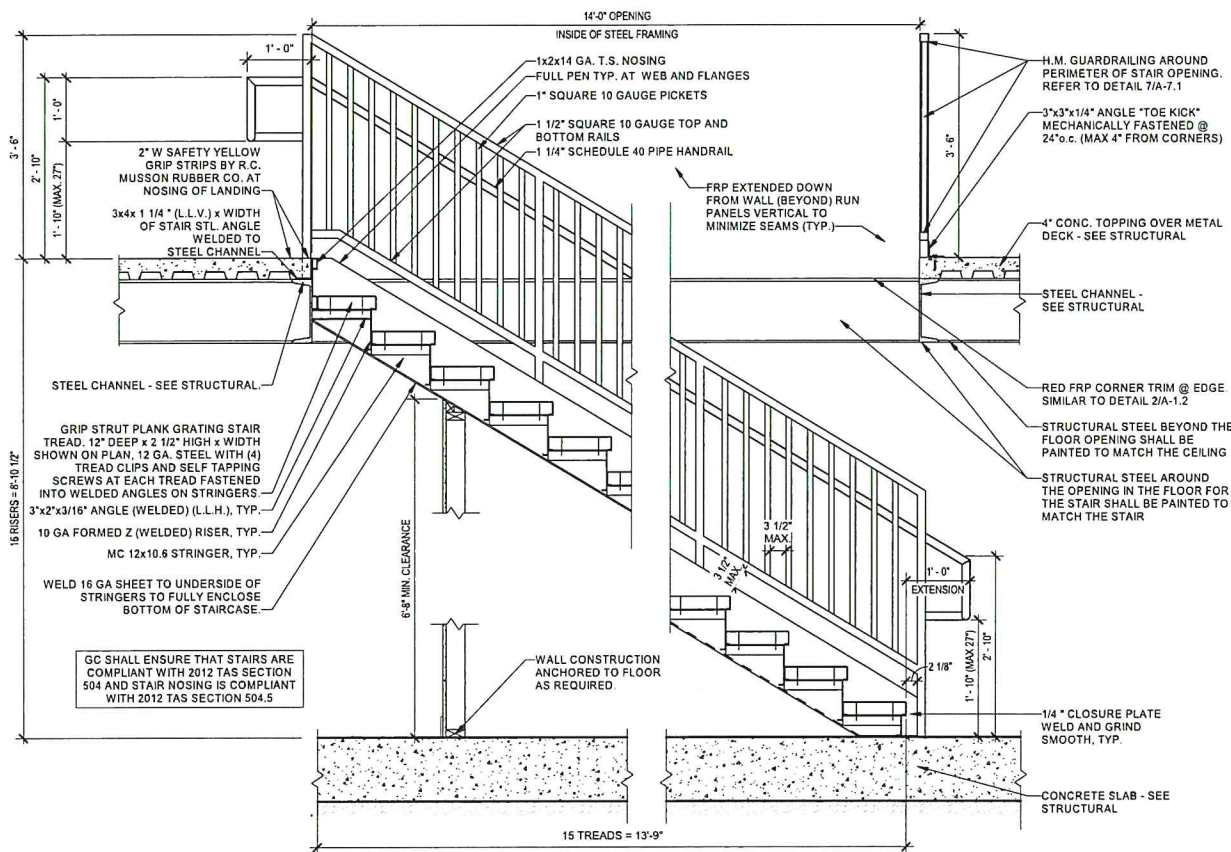 14'-0" OPENING
INSIDE OF STEEL FRAMING
1' - 0"
3' - 6"
2' - 10"
1' - 0"
1' - 10" (MAX. 27")
2" W SAFETY YELLOW
GRIP STRIPS BY R.C.
MUSSON RUBBER CO. AT
NOSING OF LANDING
3x4x 1 1/4 " (L.L.V.) x WIDTH
OF STAIR STL. ANGLE
WELDED TO
STEEL CHANNEL
1x2x14 GA. T.S. NOSING
FULL PEN TYP. AT WEB AND FLANGES
1" SQUARE 10 GAUGE PICKETS
1 1/2" SQUARE 10 GAUGE TOP AND
BOTTOM RAILS
1 1/4" SCHEDULE 40 PIPE HANDRAIL
FRP EXTENDED DOWN
FROM WALL (BEYOND) RUN
PANELS VERTICAL TO
MINIMIZE SEAMS (TYP.)
3' - 6"
H.M. GUARDRAILING AROUND
PERIMETER OF STAIR OPENING.
REFER TO DETAIL 7/A-7.1
3"x3"x1/4" ANGLE "TOE KICK"
MECHANICALLY FASTENED @
24"o.c. (MAX 4" FROM CORNERS)
4" CONC. TOPPING OVER METAL
DECK - SEE STRUCTURAL
STEEL CHANNEL -
SEE STRUCTURAL
RED FRP CORNER TRIM @ EDGE.
SIMILAR TO DETAIL 2/A-1.2
STRUCTURAL STEEL BEYOND THE
FLOOR OPENING SHALL BE
PAINTED TO MATCH THE CEILING
STRUCTURAL STEEL AROUND
THE OPENING IN THE FLOOR FOR
THE STAIR SHALL BE PAINTED TO
MATCH THE STAIR
STEEL CHANNEL - SEE STRUCTURAL.
GRIP STRUT PLANK GRATING STAIR
TREAD. 12" DEEP x 2 1/2" HIGH x WIDTH
SHOWN ON PLAN, 12 GA. STEEL WITH (4)
TREAD CLIPS AND SELF TAPPING
SCREWS AT EACH TREAD FASTENED
INTO WELDED ANGLES ON STRINGERS.
3"x2"x3/16" ANGLE (WELDED) (L.L.H.), TYP.
10 GA FORMED Z (WELDED) RISER, TYP.
MC 12x10.6 STRINGER, TYP.
WELD 16 GA SHEET TO UNDERSIDE OF
STRINGERS TO FULLY ENCLOSE
BOTTOM OF STAIRCASE.
16 RISERS = 8'-10 1/2"
6'-8" MIN. CLEARANCE
GC SHALL ENSURE THAT STAIRS ARE
COMPLIANT WITH 2012 TAS SECTION
504 AND STAIR NOSING IS COMPLIANT
WITH 2012 TAS SECTION 504.5
WALL CONSTRUCTION
ANCHORED TO FLOOR
AS REQUIRED.
3 1/2"
MAX.
3 1/2"
MAX.
1' - 0"
EXTENSION
2 1/8"
1' - 10" (MAX 27")
2' - 10"
1/4 " CLOSURE PLATE
WELD AND GRIND
SMOOTH, TYP.
CONCRETE SLAB - SEE
STRUCTURAL
15 TREADS = 13'-9"